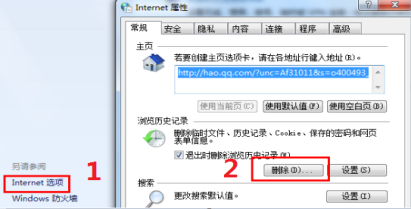 Internet 属性
常规
安全
隐私
内容
连接
程序
高级
主页
若要创建主页选项卡，请在各地址行键入地址(R)。
http://hao.qq.com/?unc=Af31011&s=o400493
使用当前页(C)
使用默认值(F)
使用空白页(B)
浏览历史记录
删除临时文件、历史记录、Cookie、保存的密码和网页
表单信息。
退出时删除浏览历史记录(W)
2
删除(D)...
设置(S)
搜索
更改搜索默认值。
设置(I)
另请参阅
1
Internet 选项
Windows 防火墙